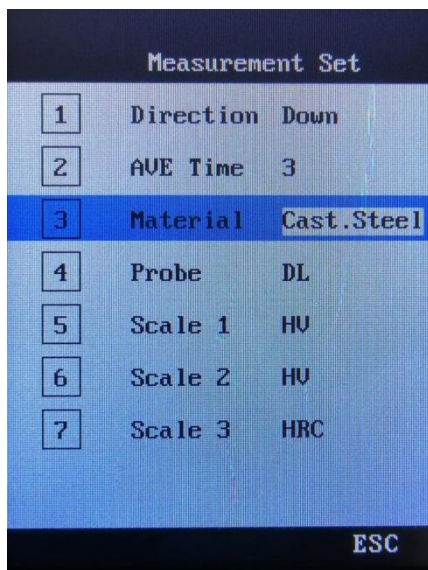 Measurement Set
1 Direction Down
2 AVE Time 3
3 Material Cast.Steel
4 Probe DL
5 Scale 1 HV
6 Scale 2 HV
7 Scale 3 HRC
ESC